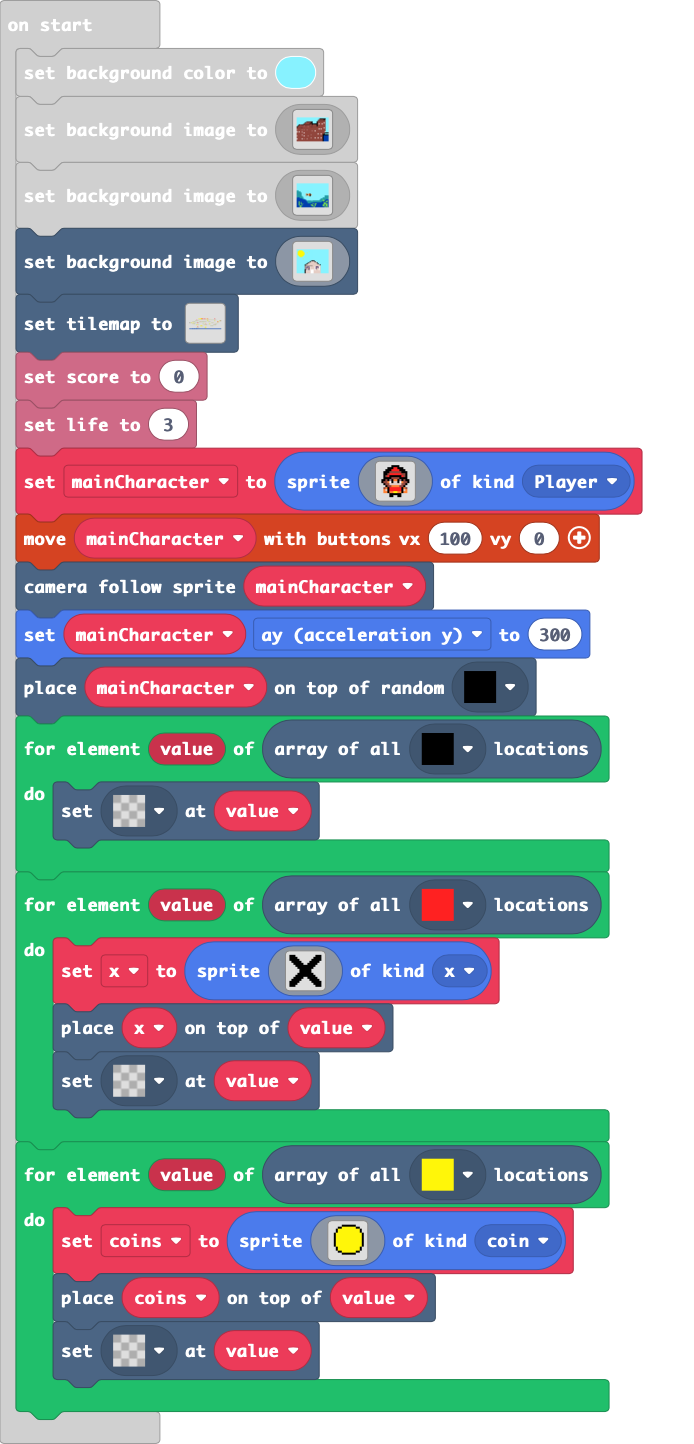 on start
set background color to
set background image to
set background image to
set background image to
set tilemap to
set score to 0
set life to 3
set mainCharacter to sprite of kind Player
move mainCharacter with buttons vx 100 vy 0
camera follow sprite mainCharacter
set mainCharacter ay (acceleration y) to 300
place mainCharacter on top of random
for element value of array of all locations
do
set at value
for element value of array of all locations
do
set x to sprite of kind x
place x on top of value
set at value
for element value of array of all locations
do
set coins to sprite of kind coin
place coins on top of value
set at value